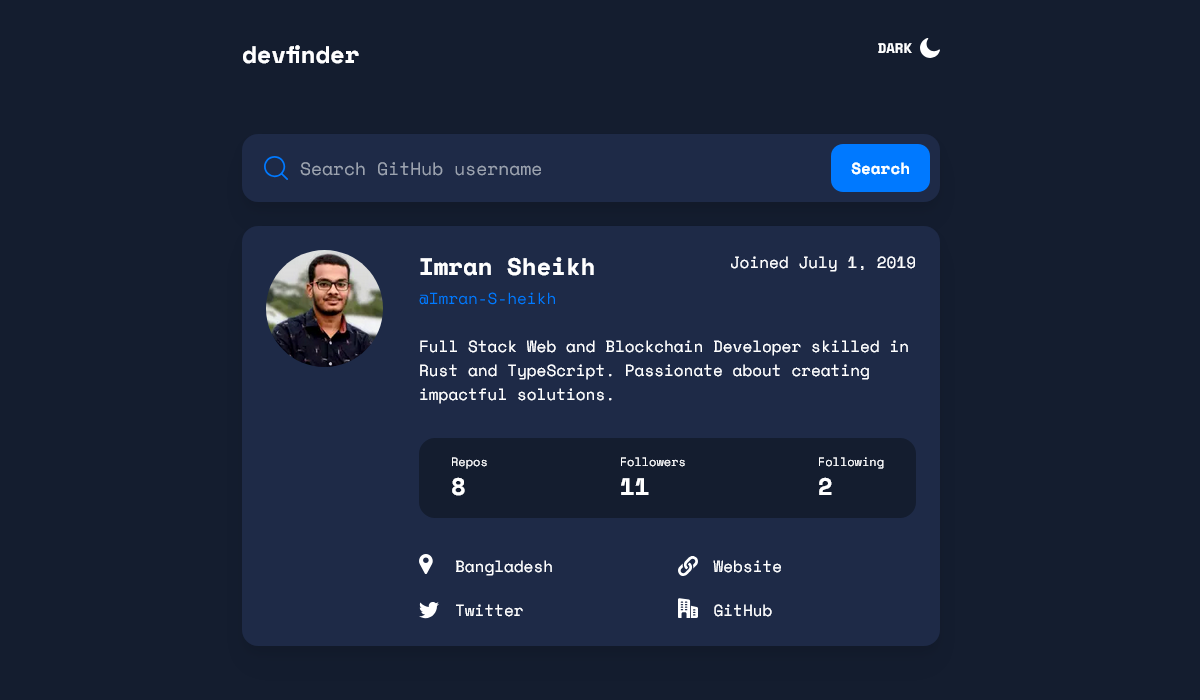 devfinder
DARK
Search GitHub username
Search
Imran Sheikh
Joined July 1, 2019
@Imran-S-heikh
Full Stack Web and Blockchain Developer skilled in
Rust and TypeScript. Passionate about creating
impactful solutions.
Repos
8
Followers
11
Following
2
Bangladesh
Website
Twitter
GitHub